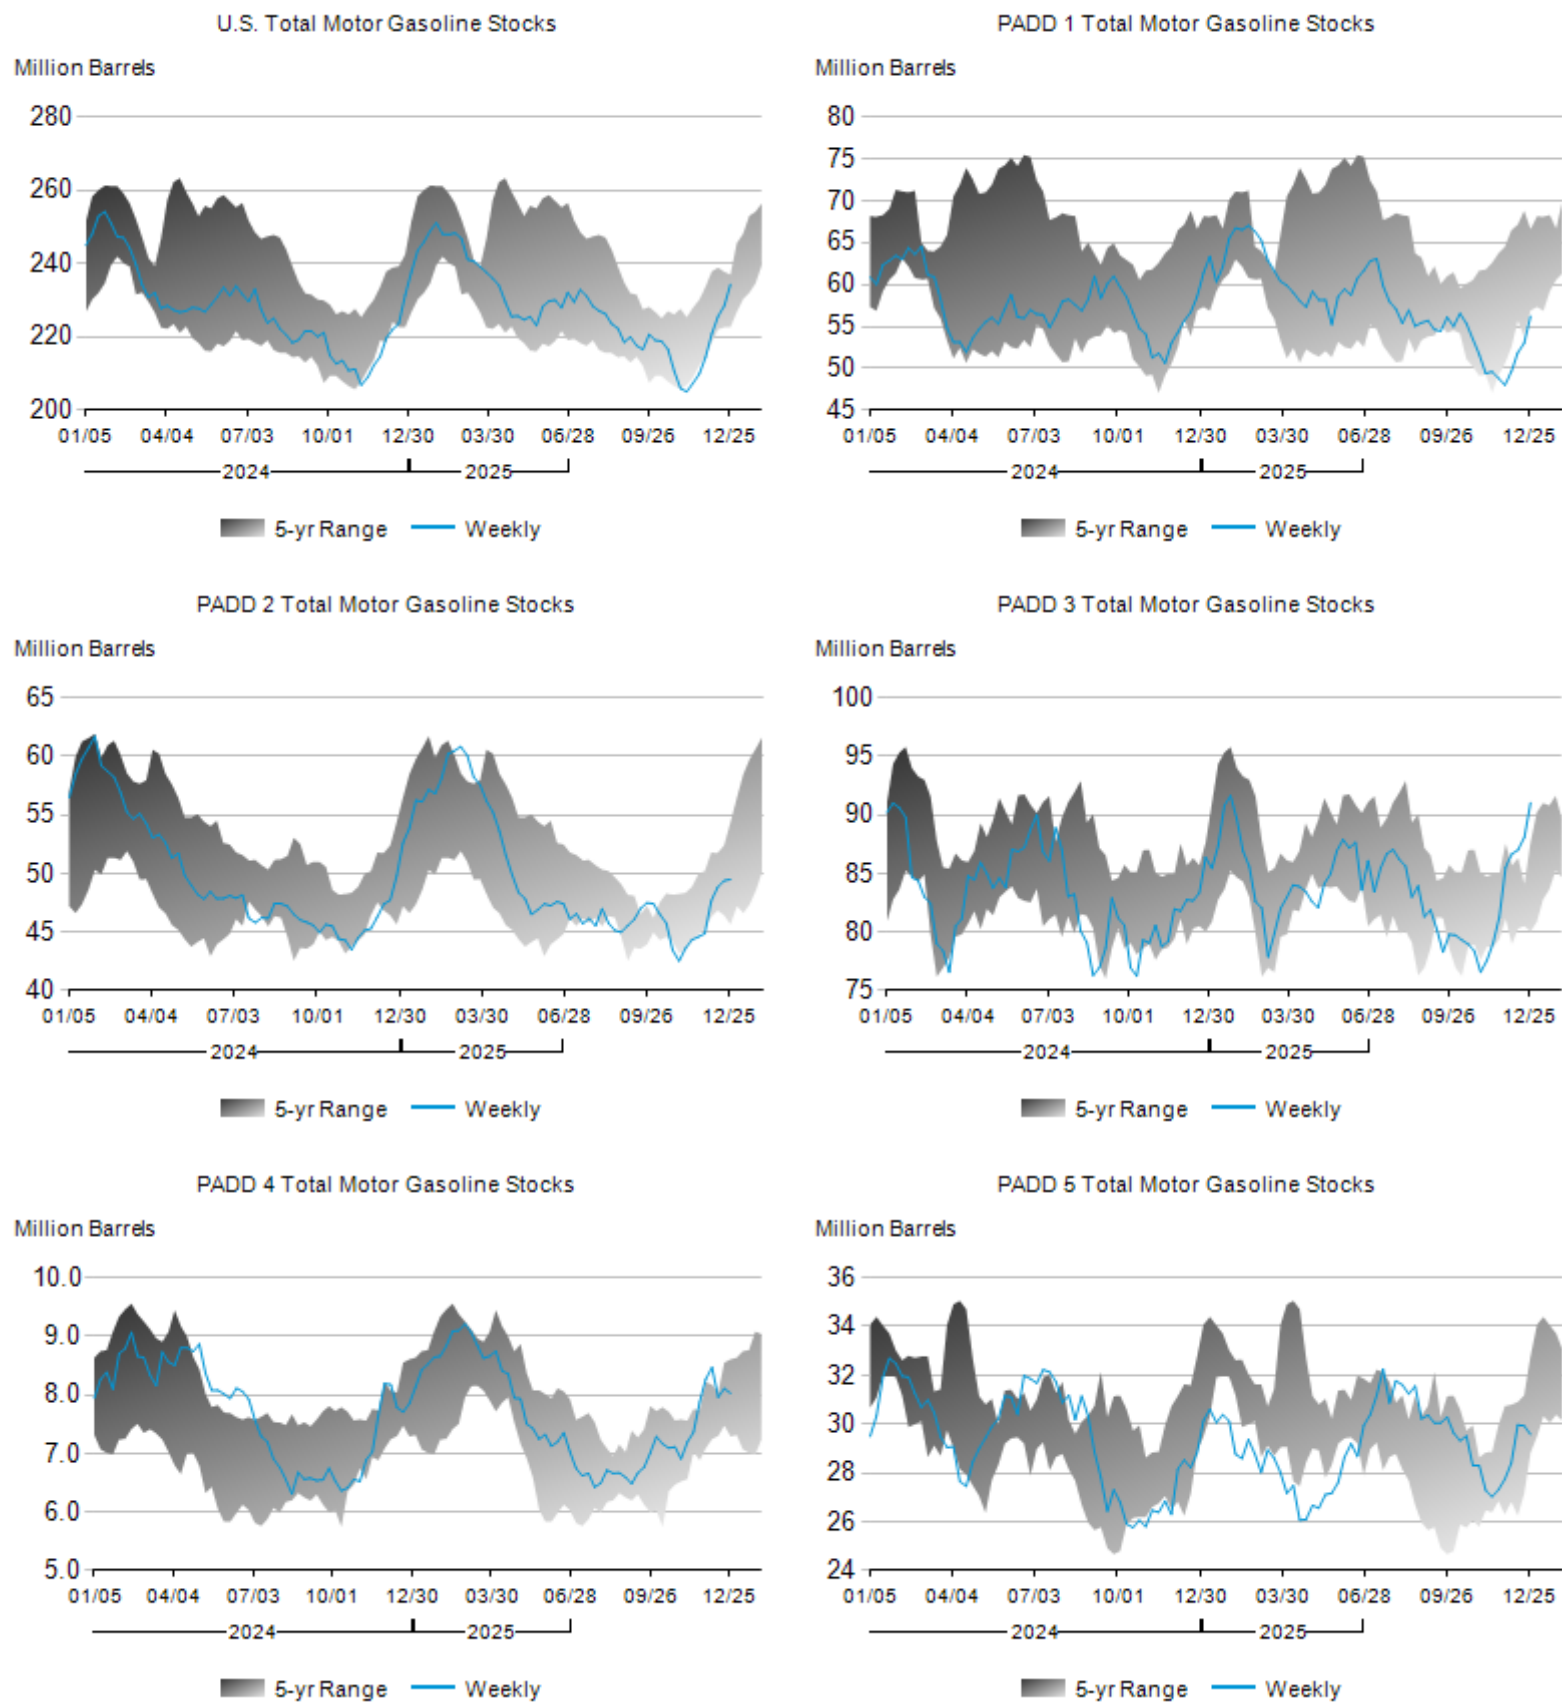 U.S. Total Motor Gasoline Stocks
Million Barrels
280
260
240
220
200
01/05 04/04 07/03 10/01 12/30 03/30 06/28 09/26 12/25
2024 2025
5-yr Range Weekly
PADD 1 Total Motor Gasoline Stocks
Million Barrels
80
75
70
65
60
55
50
45
01/05 04/04 07/03 10/01 12/30 03/30 06/28 09/26 12/25
2024 2025
5-yr Range Weekly
PADD 2 Total Motor Gasoline Stocks
Million Barrels
65
60
55
50
45
40
01/05 04/04 07/03 10/01 12/30 03/30 06/28 09/26 12/25
2024 2025
5-yr Range Weekly
PADD 3 Total Motor Gasoline Stocks
Million Barrels
100
95
90
85
80
75
01/05 04/04 07/03 10/01 12/30 03/30 06/28 09/26 12/25
2024 2025
5-yr Range Weekly
PADD 4 Total Motor Gasoline Stocks
Million Barrels
10.0
9.0
8.0
7.0
6.0
5.0
01/05 04/04 07/03 10/01 12/30 03/30 06/28 09/26 12/25
2024 2025
5-yr Range Weekly
PADD 5 Total Motor Gasoline Stocks
Million Barrels
36
34
32
30
28
26
24
01/05 04/04 07/03 10/01 12/30 03/30 06/28 09/26 12/25
2024 2025
5-yr Range Weekly